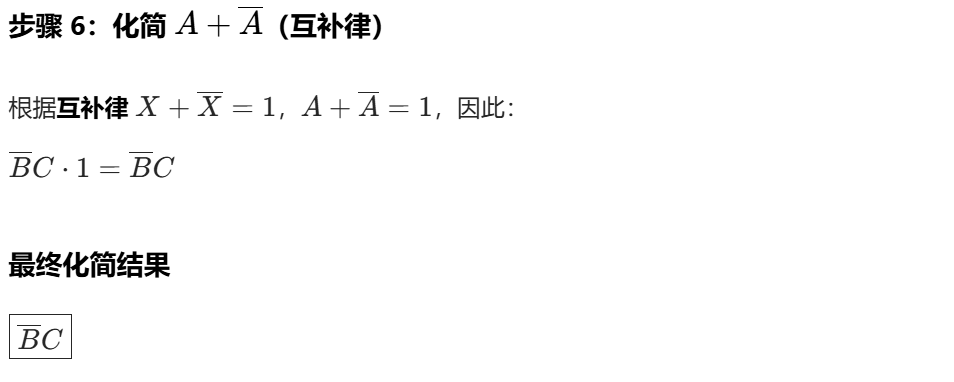 步骤 6：化简 $A + \overline{A}$（互补律）
根据互补律 $X + \overline{X} = 1$，$A + \overline{A} = 1$，因此：
$\overline{B}C \cdot 1 = \overline{B}C$
最终化简结果
$\overline{B}C$